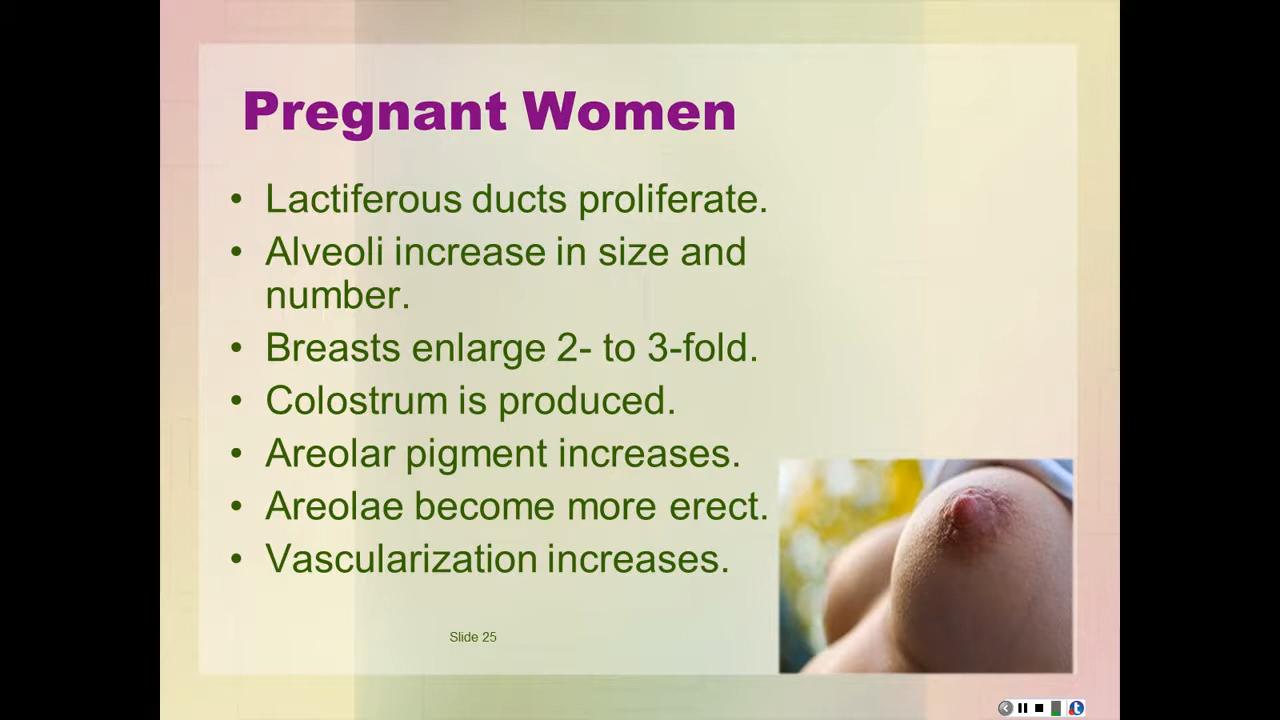 Pregnant Women
• Lactiferous ducts proliferate.
• Alveoli increase in size and
number.
• Breasts enlarge 2- to 3-fold.
• Colostrum is produced.
• Areolar pigment increases.
• Areolae become more erect.
• Vascularization increases.
Slide 25